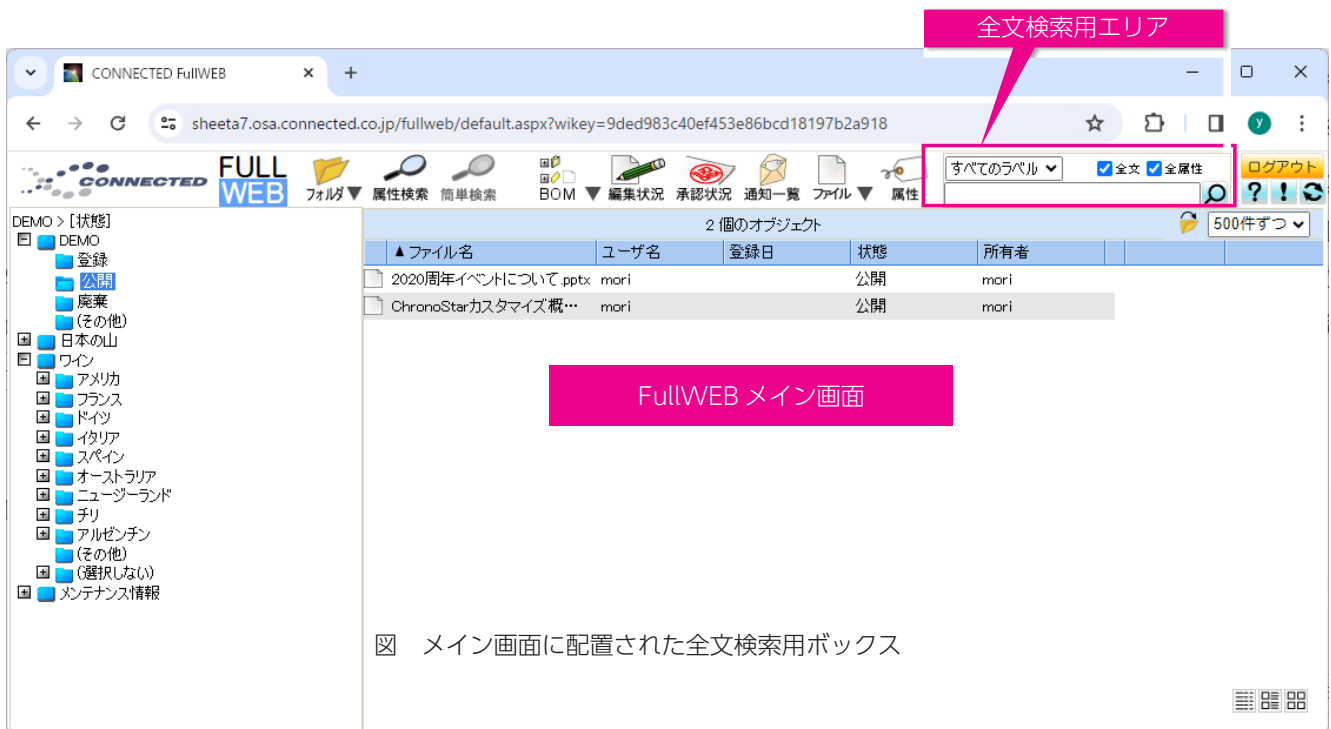 全文検索用エリア
CONNECTED FullWEB
sheeta7.osa.connected.co.jp/fullweb/default.aspx?wikey=9ded983c40ef453e86bcd18197b2a918
y
CONNECTED FULL WEB
フォルダ▼ 属性検索 簡単検索 BOM ▼ 編集状況 承認状況 通知一覧 ファイル ▼ 属性
すべてのラベル 全文 全属性 ログアウト
? !
DEMO > [状態]
2 個のオブジェクト 500件ずつ
▲ファイル名 ユーザ名 登録日 状態 所有者
2020周年イベントについて.pptx mori 公開 mori
ChronoStarカスタマイズ概… mori 公開 mori
DEMO
登録
公開
廃棄
(その他)
日本の山
ワイン
アメリカ
フランス
ドイツ
イタリア
スペイン
オーストラリア
ニュージーランド
チリ
アルゼンチン
(その他)
(選択しない)
メンテナンス情報
FullWEB メイン画面
図 メイン画面に配置された全文検索用ボックス